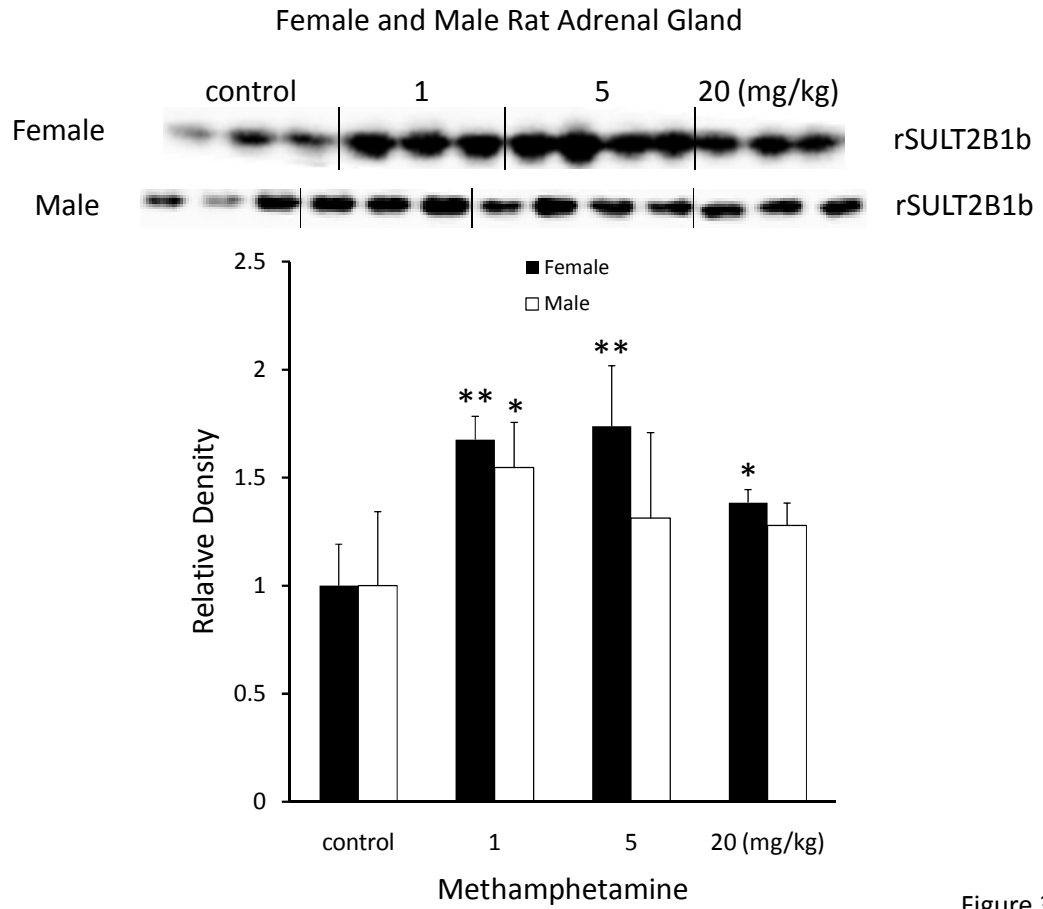 Female and Male Rat Adrenal Gland
control 1 5 20 (mg/kg)
Female rSULT2B1b
Male rSULT2B1b
2.5
Female
Male
2
**
** *
1.5
*
1
0.5
0
Relative Density
control 1 5 20 (mg/kg)
Methamphetamine
Figure